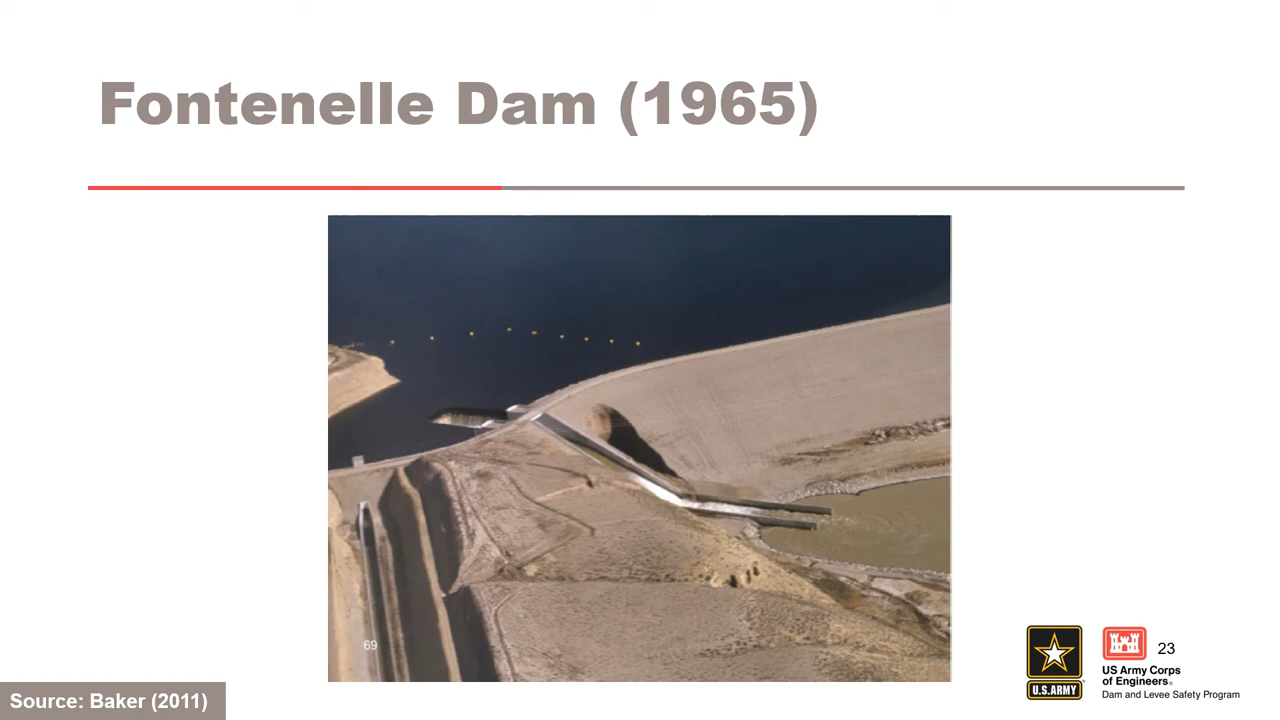 Fontenelle Dam (1965)
69
U.S.ARMY
23
US Army Corps
of Engineers®
Dam and Levee Safety Program
Source: Baker (2011)